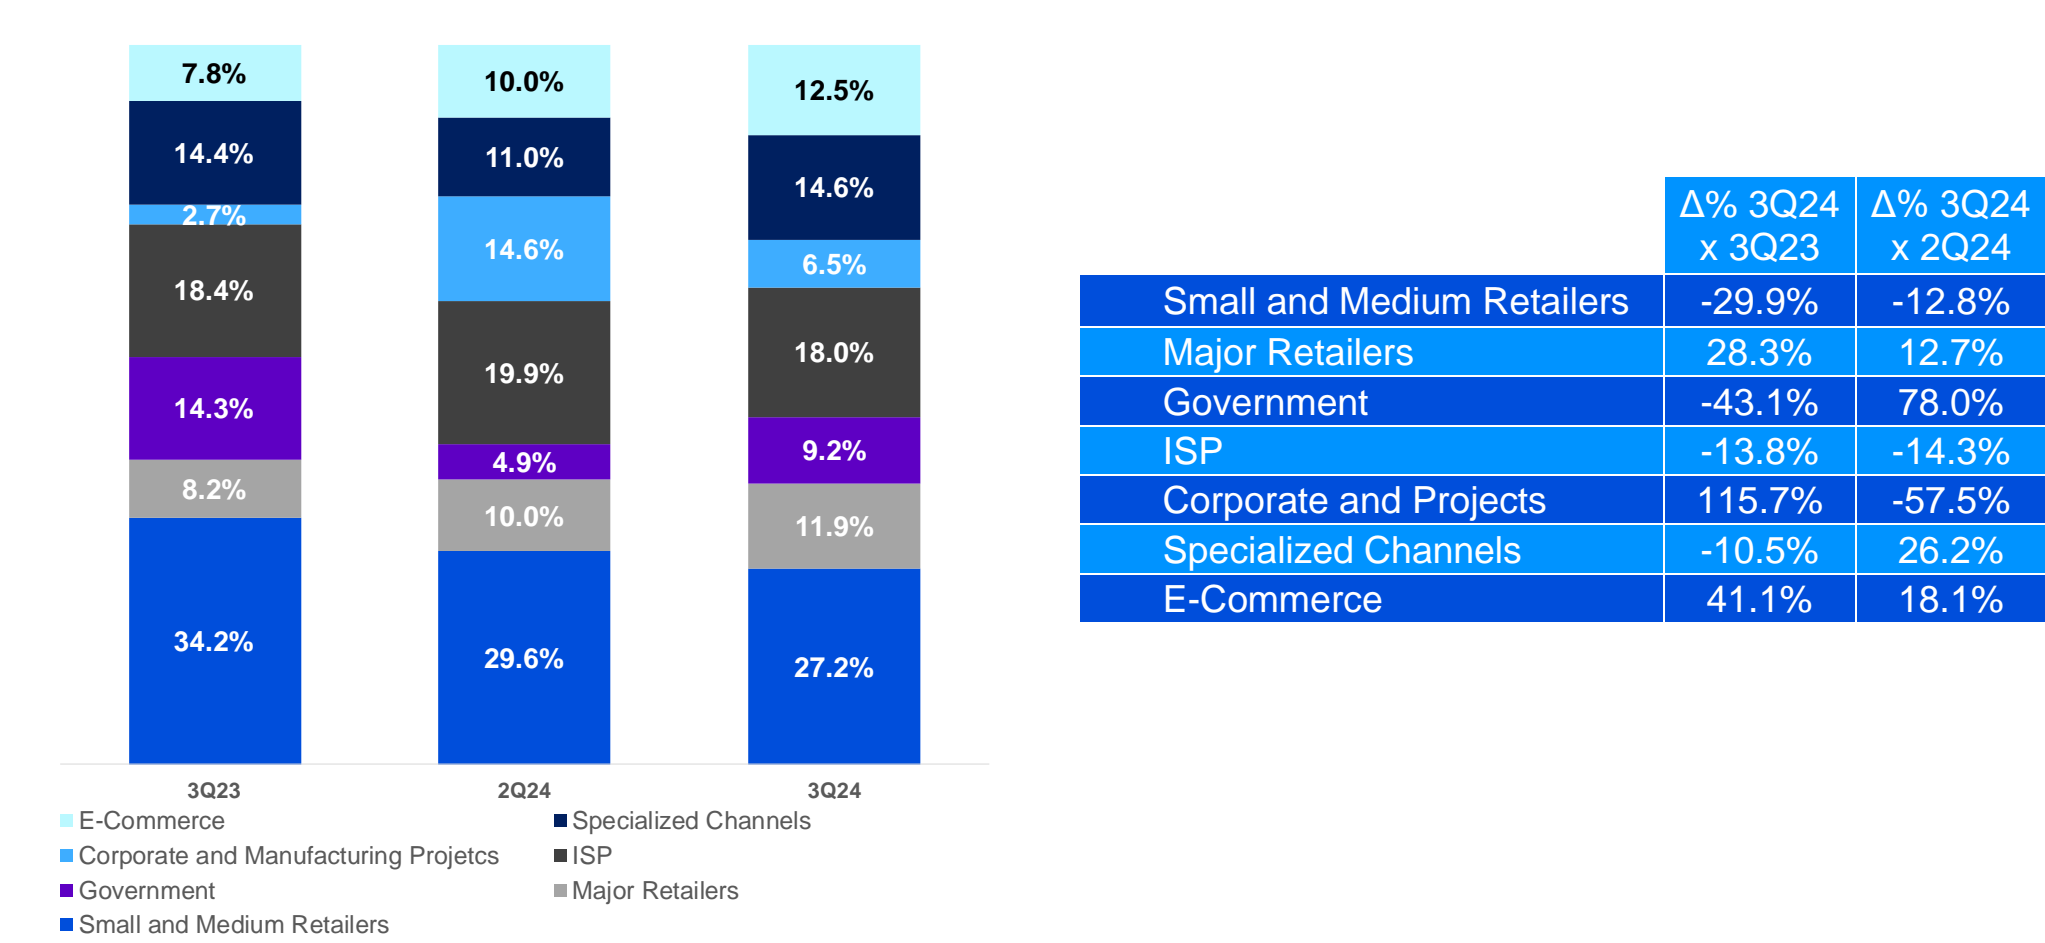 7.8%
10.0%
12.5%
14.4%
11.0%
14.6%
2.7%
14.6%
6.5%
18.4%
19.9%
18.0%
14.3%
4.9%
9.2%
8.2%
10.0%
11.9%
34.2%
29.6%
27.2%
3Q23 2Q24 3Q24
E-Commerce Specialized Channels
Corporate and Manufacturing Projetcs ISP
Government Major Retailers
Small and Medium Retailers
Δ% 3Q24 Δ% 3Q24
x 3Q23 x 2Q24
Small and Medium Retailers -29.9% -12.8%
Major Retailers 28.3% 12.7%
Government -43.1% 78.0%
ISP -13.8% -14.3%
Corporate and Projects 115.7% -57.5%
Specialized Channels -10.5% 26.2%
E-Commerce 41.1% 18.1%